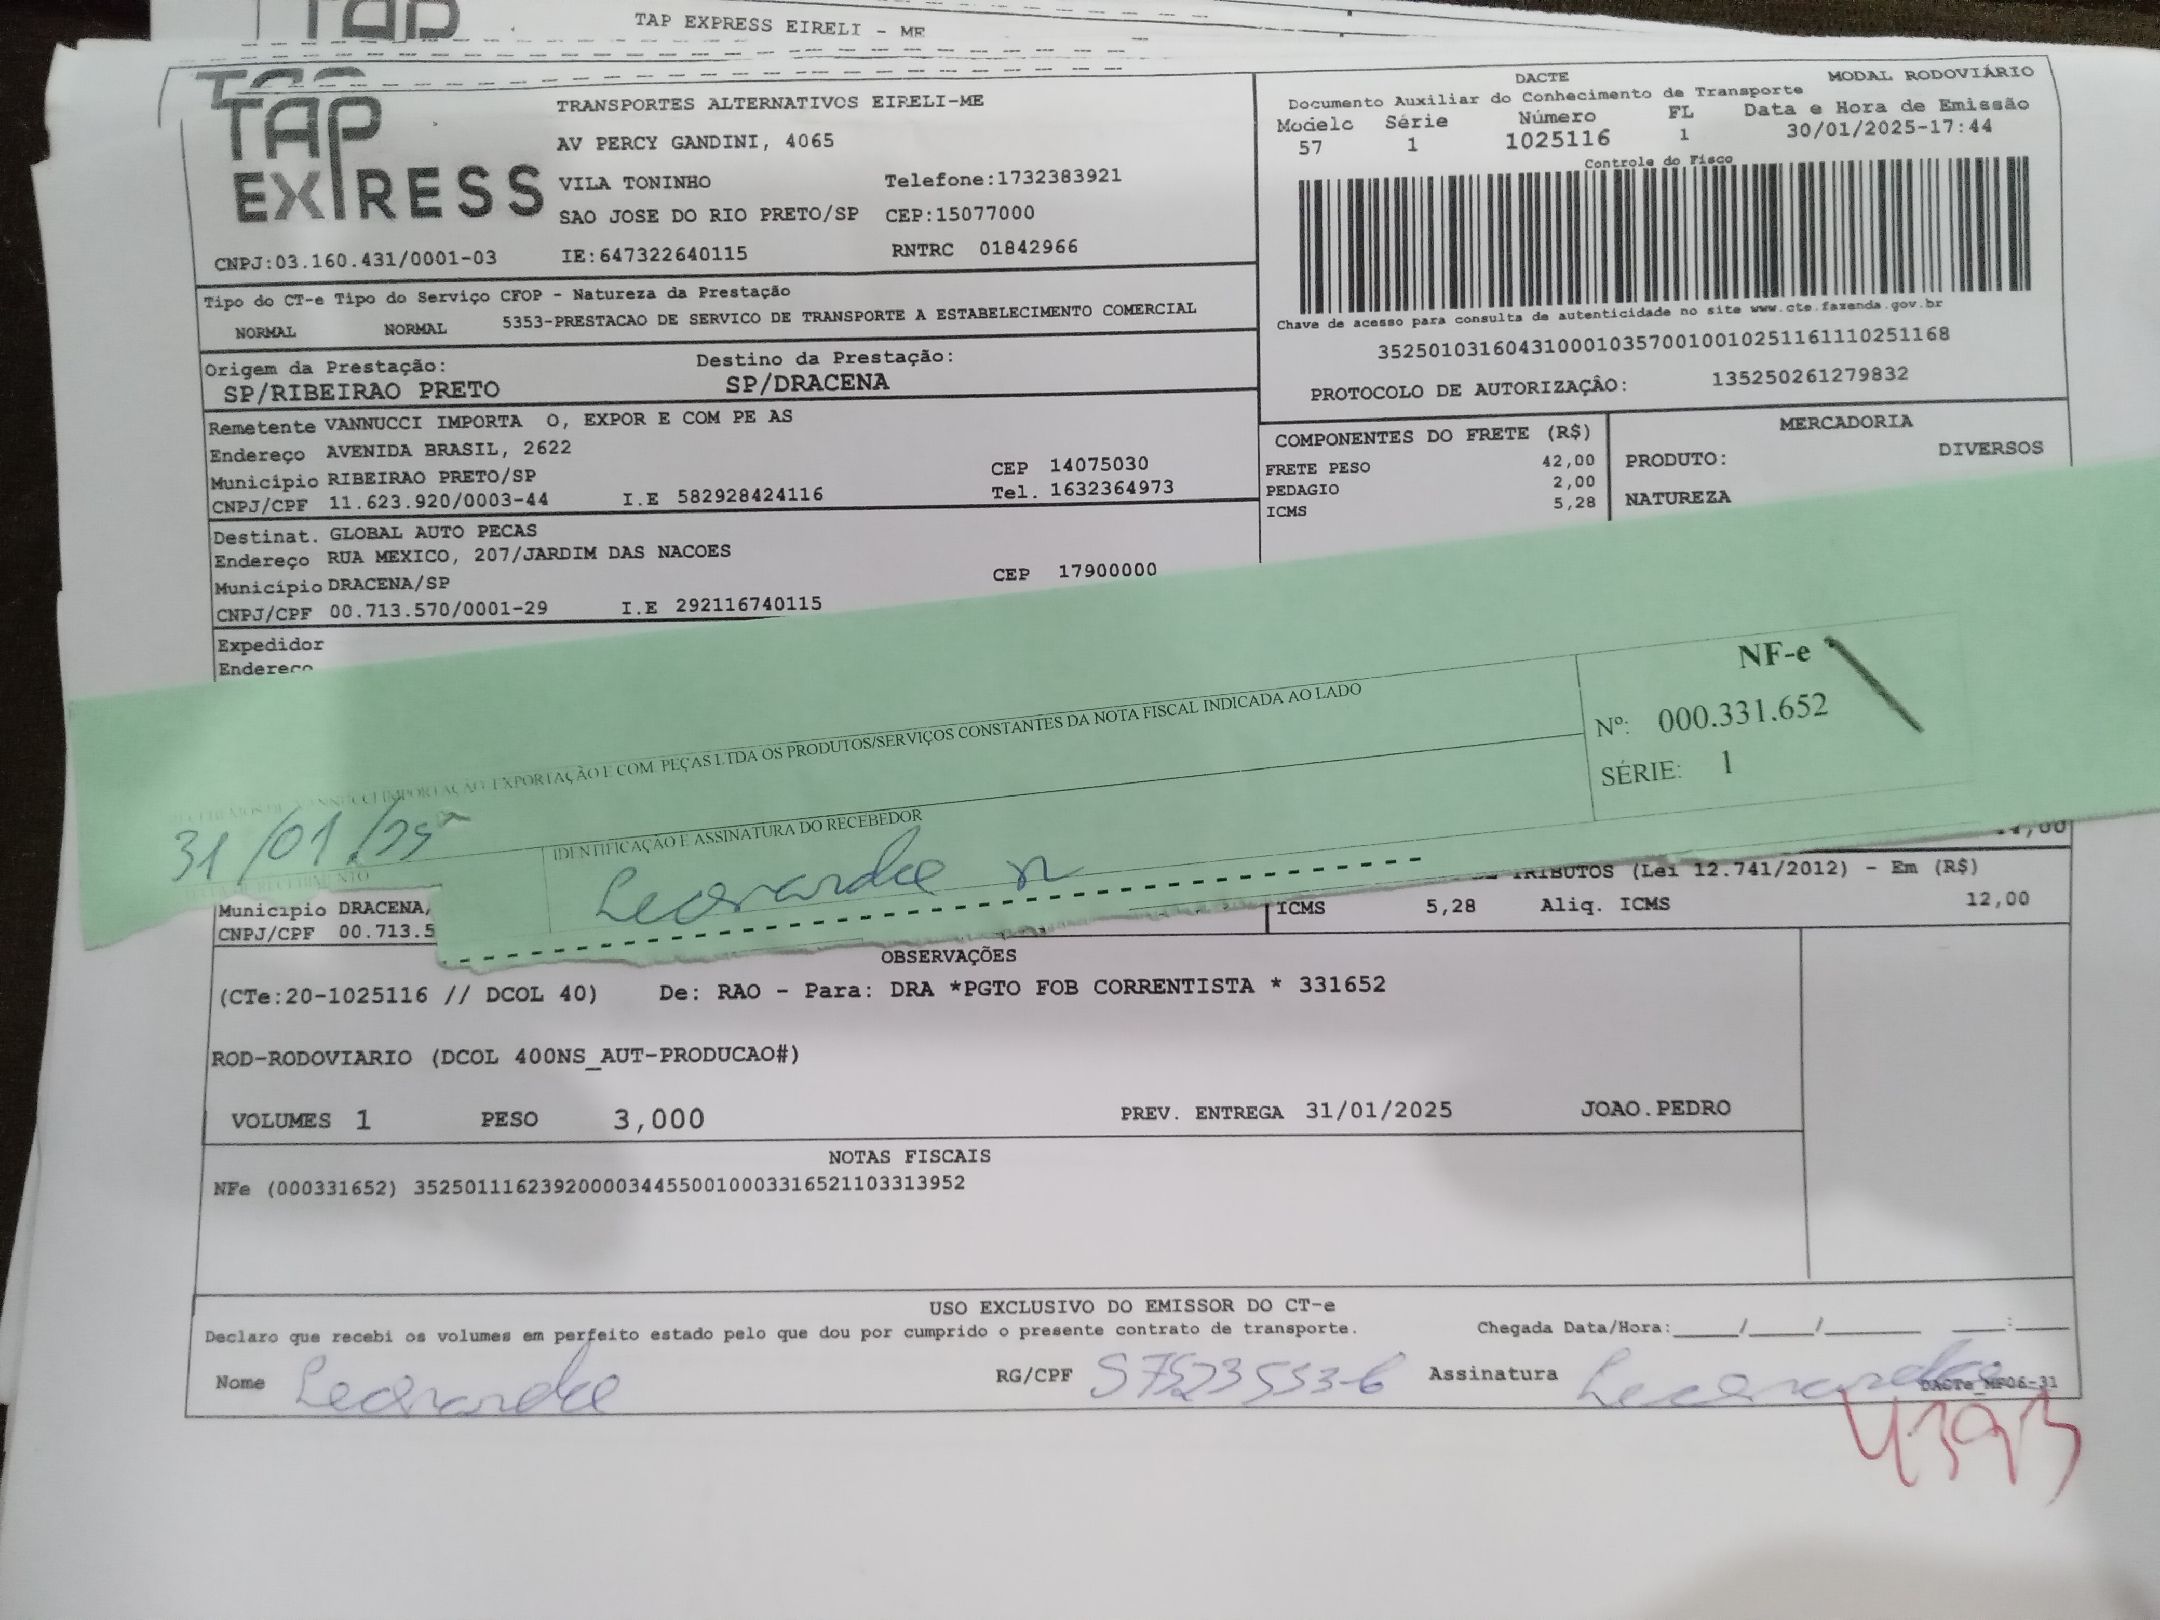 TAP
TAP EXPRESS EIRELI - ME
TAP
EXPRESS
TRANSPORTES ALTERNATIVOS EIRELI-ME
AV PERCY GANDINI, 4065
VILA TONINHO Telefone:1732383921
SAO JOSE DO RIO PRETO/SP CEP:15077000
CNPJ:03.160.431/0001-03 IE:647322640115 RNTRC 01842966
DACTE MODAL RODOVIÁRIO
Documento Auxiliar do Conhecimento de Transporte
Modelo Série Número FL Data e Hora de Emissão
57 1 1025116 1 30/01/2025-17:44
Controle do Fisco
Chave de acesso para consulta de autenticidade no site www.cte.fazenda.gov.br
35250103160431000103570010010251161110251168
PROTOCOLO DE AUTORIZAÇÃO: 135250261279832
Tipo do CT-e Tipo do Serviço CFOP - Natureza da Prestação
NORMAL NORMAL 5353-PRESTACAO DE SERVICO DE TRANSPORTE A ESTABELECIMENTO COMERCIAL
Origem da Prestação: Destino da Prestação:
SP/RIBEIRAO PRETO SP/DRACENA
Remetente VANNUCCI IMPORTA O, EXPOR E COM PE AS
Endereço AVENIDA BRASIL, 2622
Município RIBEIRAO PRETO/SP CEP 14075030
CNPJ/CPF 11.623.920/0003-44 I.E 582928424116 Tel. 1632364973
COMPONENTES DO FRETE (R$)
FRETE PESO 42,00
PEDAGIO 2,00
ICMS 5,28
MERCADORIA
PRODUTO: DIVERSOS
NATUREZA
Destinat. GLOBAL AUTO PECAS
Endereço RUA MEXICO, 207/JARDIM DAS NACOES
Município DRACENA/SP CEP 17900000
CNPJ/CPF 00.713.570/0001-29 I.E 292116740115
Expedidor
Endereço
IMPORTAÇÃO, EXPORTAÇÃO E COM PEÇAS LTDA OS PRODUTOS/SERVIÇOS CONSTANTES DA NOTA FISCAL INDICADA AO LADO
NF-e
Nº: 000.331.652
SÉRIE: 1
31/01/25
IDENTIFICAÇÃO E ASSINATURA DO RECEBEDOR
Leonardo
TRIBUTOS (Lei 12.741/2012) - Em (R$)
ICMS 5,28 Aliq. ICMS 12,00
Município DRACENA,
CNPJ/CPF 00.713.5
OBSERVAÇÕES
(CTe:20-1025116 // DCOL 40) De: RAO - Para: DRA *PGTO FOB CORRENTISTA * 331652
ROD-RODOVIARIO (DCOL 400NS_AUT-PRODUCAO#)
VOLUMES 1 PESO 3,000 PREV. ENTREGA 31/01/2025 JOAO.PEDRO
NOTAS FISCAIS
NFe (000331652) 35250111623920000344550010003316521103313952
USO EXCLUSIVO DO EMISSOR DO CT-e
Declaro que recebi os volumes em perfeito estado pelo que dou por cumprido o presente contrato de transporte. Chegada Data/Hora:____/____/______ ___:____
Nome Leonardo RG/CPF 57523553-6 Assinatura Leonardo
DACTe_MF06-31